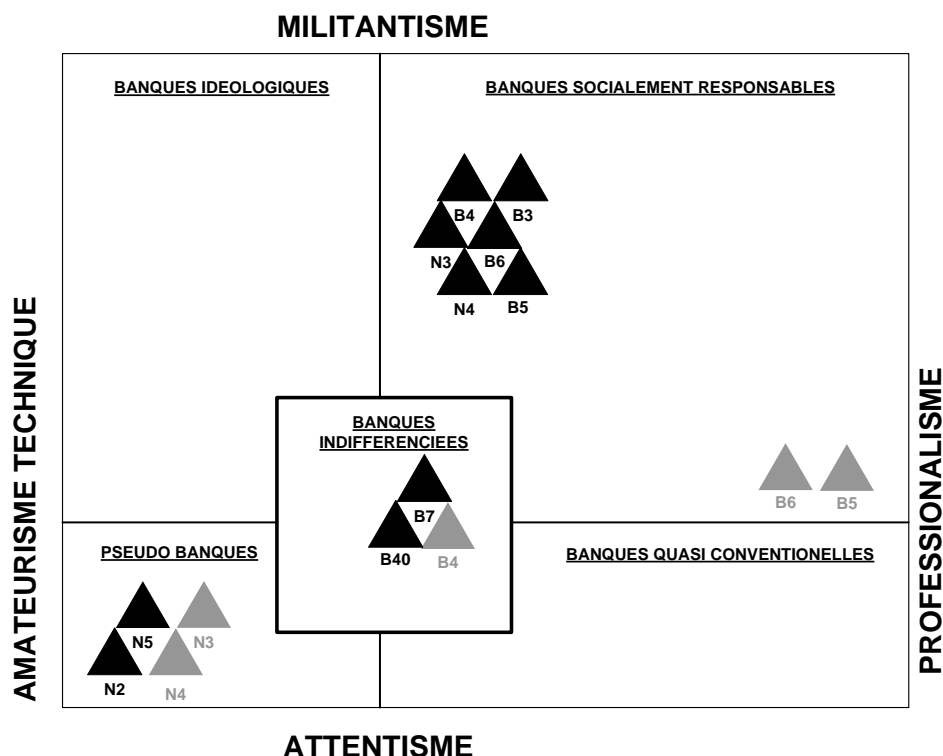 MILITANTISME
BANQUES IDEOLOGIQUES
BANQUES SOCIALEMENT RESPONSABLES
B4
B3
N3
B6
N4
B5
AMATEURISME TECHNIQUE
PROFESSIONALISME
BANQUES
INDIFFERENCIEES
B7
B40
B4
B6
B5
PSEUDO BANQUES
BANQUES QUASI CONVENTIONELLES
N5
N3
N2
N4
ATTENTISME